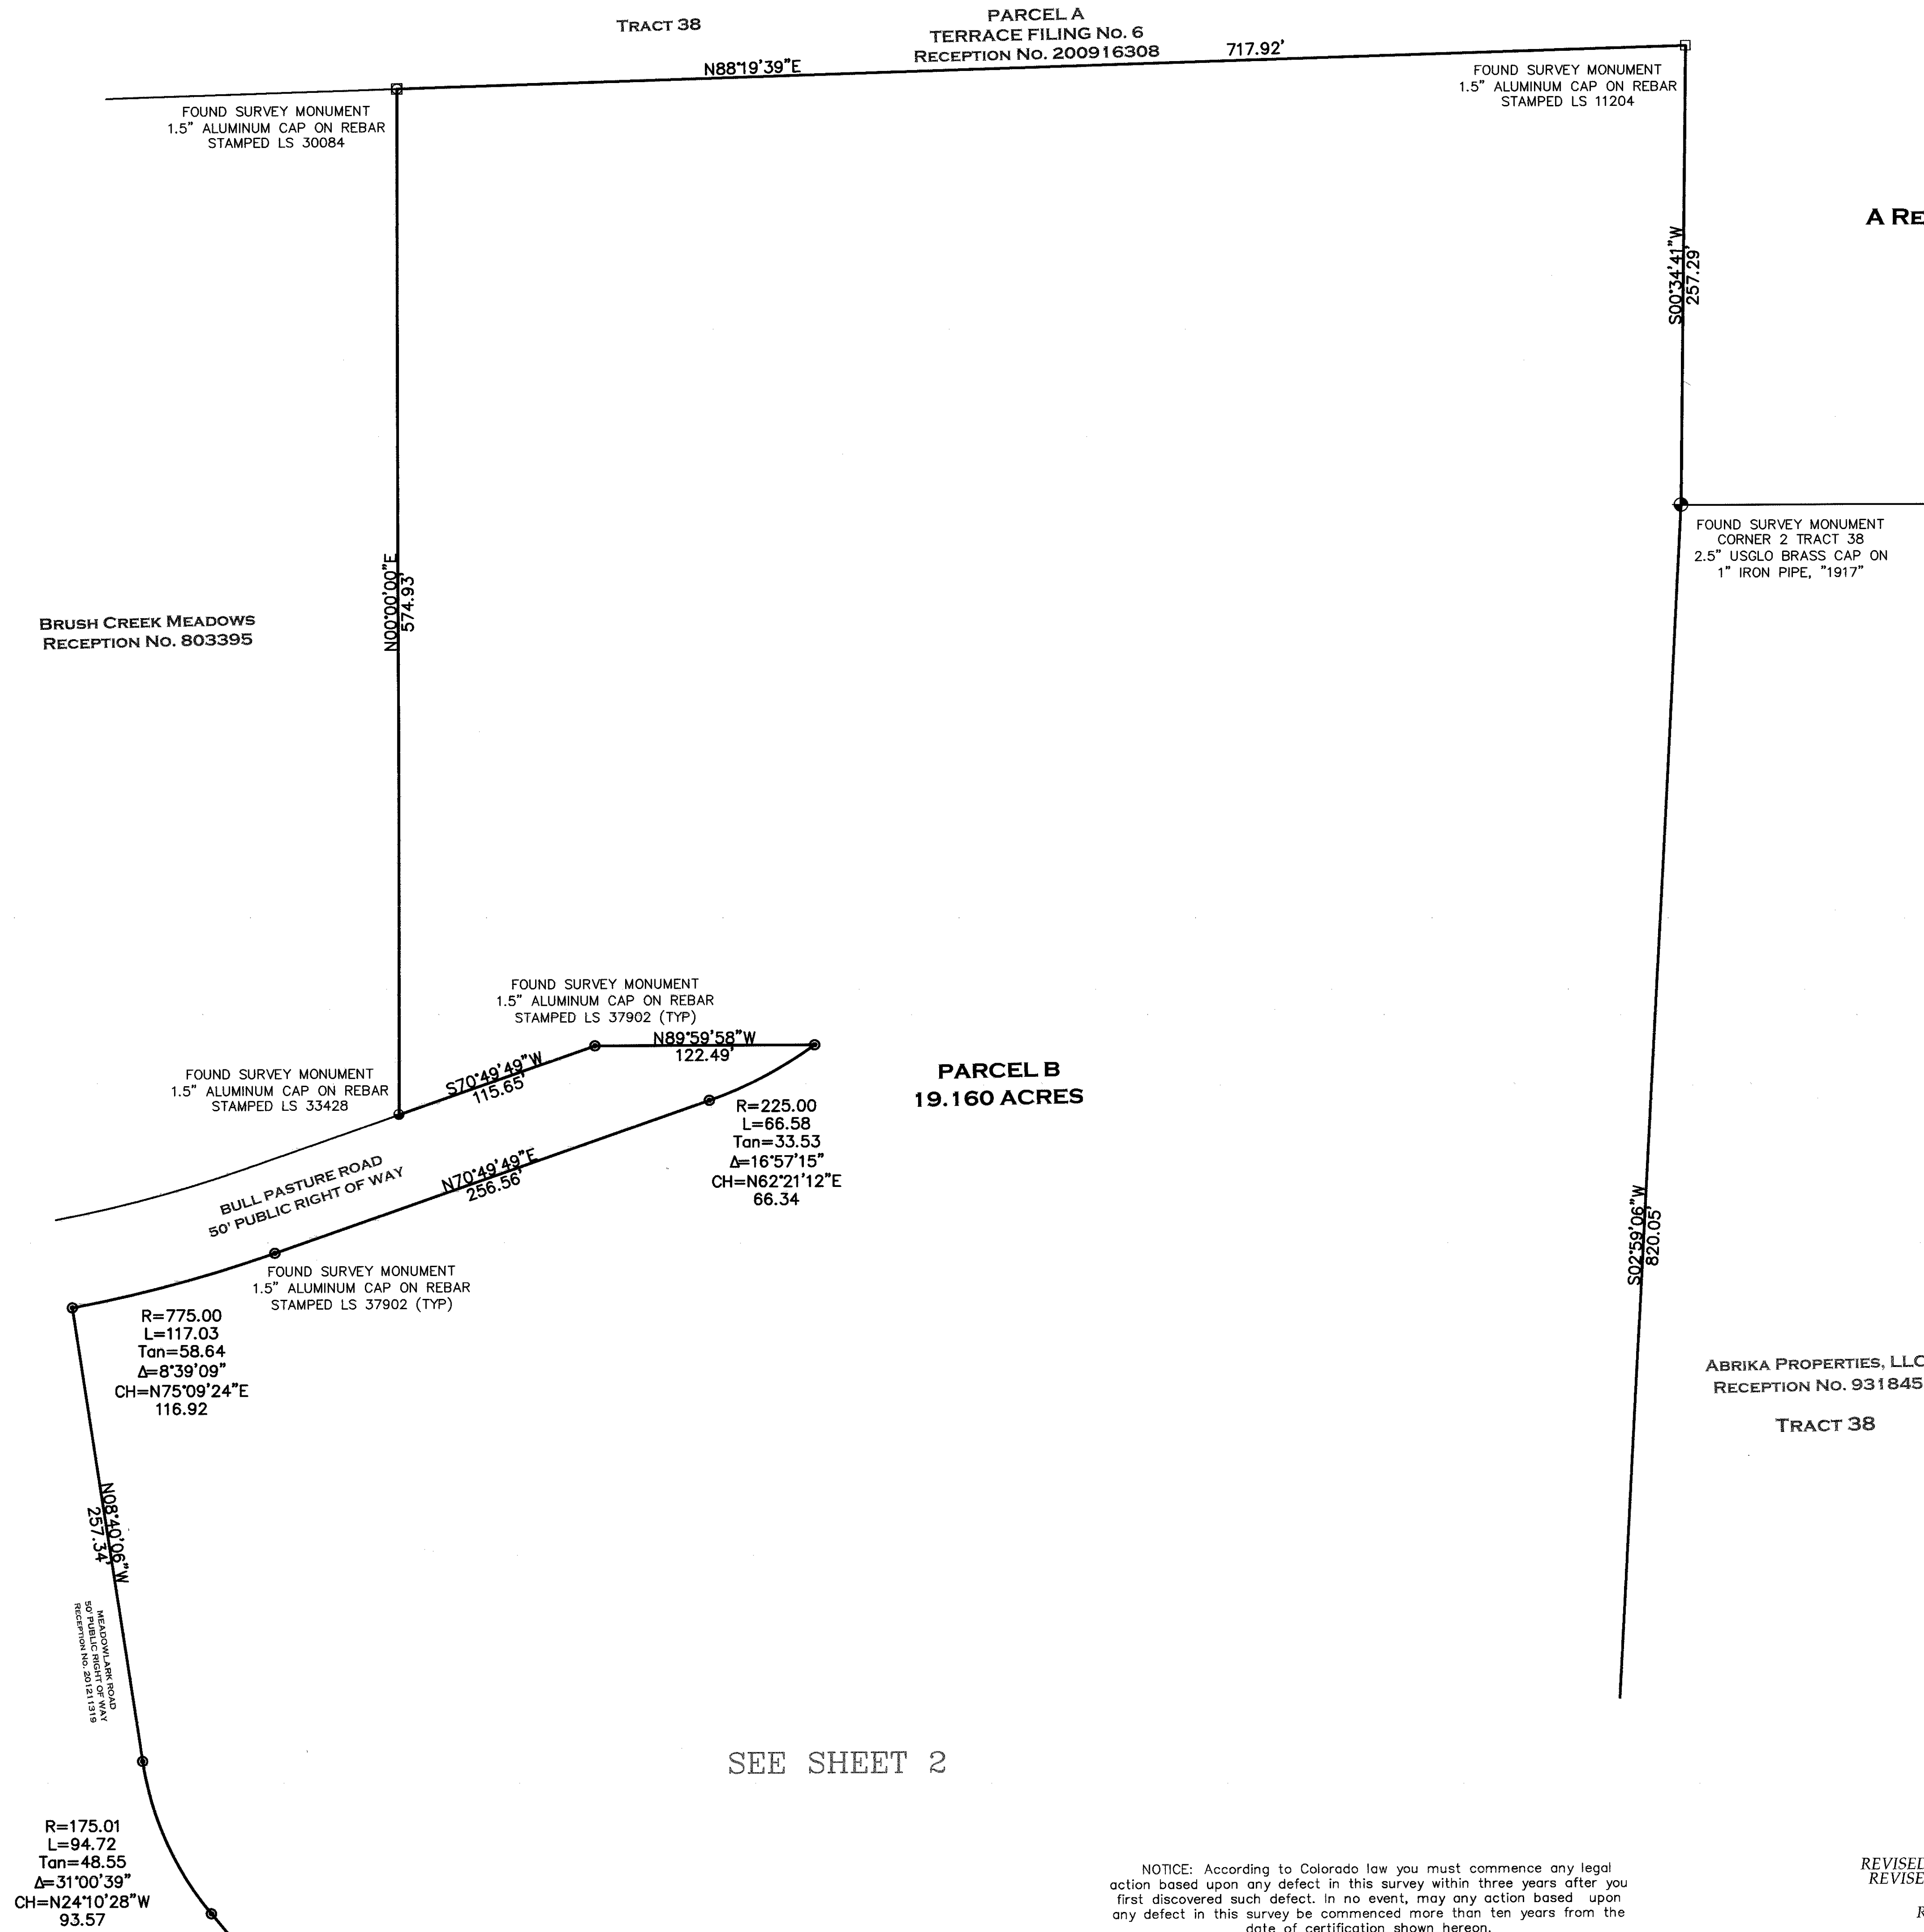 TRACT 38
PARCEL A
TERRACE FILING No. 6
RECEPTION No. 200916308
N88°19'39"E
717.92'
FOUND SURVEY MONUMENT
1.5" ALUMINUM CAP ON REBAR
STAMPED LS 30084
FOUND SURVEY MONUMENT
1.5" ALUMINUM CAP ON REBAR
STAMPED LS 11204
A RE
S00°34'41"W
257.29'
FOUND SURVEY MONUMENT
CORNER 2 TRACT 38
2.5" USGLO BRASS CAP ON
1" IRON PIPE, "1917"
N00°00'00"E
574.93'
BRUSH CREEK MEADOWS
RECEPTION No. 803395
FOUND SURVEY MONUMENT
1.5" ALUMINUM CAP ON REBAR
STAMPED LS 37902 (TYP)
N89°59'58"W
122.49'
S70°49'49"W
115.65'
FOUND SURVEY MONUMENT
1.5" ALUMINUM CAP ON REBAR
STAMPED LS 33428
PARCEL B
19.160 ACRES
R=225.00
L=66.58
Tan=33.53
Δ=16°57'15"
CH=N62°21'12"E
66.34
BULL PASTURE ROAD
50' PUBLIC RIGHT OF WAY
N70°49'49"E
256.56'
S02°59'06"W
820.05'
FOUND SURVEY MONUMENT
1.5" ALUMINUM CAP ON REBAR
STAMPED LS 37902 (TYP)
R=775.00
L=117.03
Tan=58.64
Δ=8°39'09"
CH=N75°09'24"E
116.92
ABRIKA PROPERTIES, LLC
RECEPTION No. 931845
TRACT 38
N08°40'06"W
257.34'
MEADOWLARK ROAD
50' PUBLIC RIGHT OF WAY
RECEPTION No. 201211319
SEE SHEET 2
R=175.01
L=94.72
Tan=48.55
Δ=31°00'39"
CH=N24°10'28"W
93.57
NOTICE: According to Colorado law you must commence any legal
action based upon any defect in this survey within three years after you
first discovered such defect. In no event, may any action based upon
any defect in this survey be commenced more than ten years from the
date of certification shown hereon.
REVISED
REVISE
R